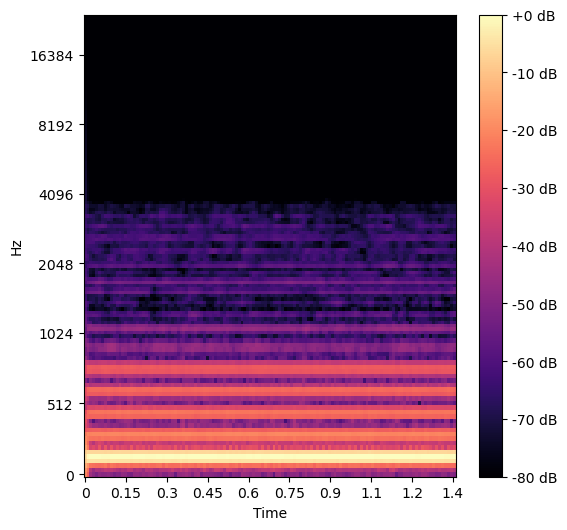 +0 dB
16384
-10 dB
8192
-20 dB
4096
-30 dB
Hz
-40 dB
2048
-50 dB
1024
-60 dB
512
-70 dB
0
-80 dB
0 0.15 0.3 0.45 0.6 0.75 0.9 1.1 1.2 1.4
Time